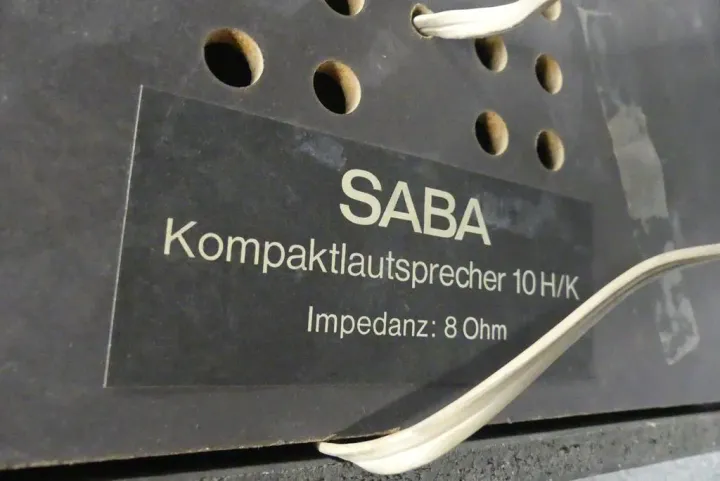 SABA
Kompaktlautsprecher 10 H/K
Impedanz: 8 Ohm